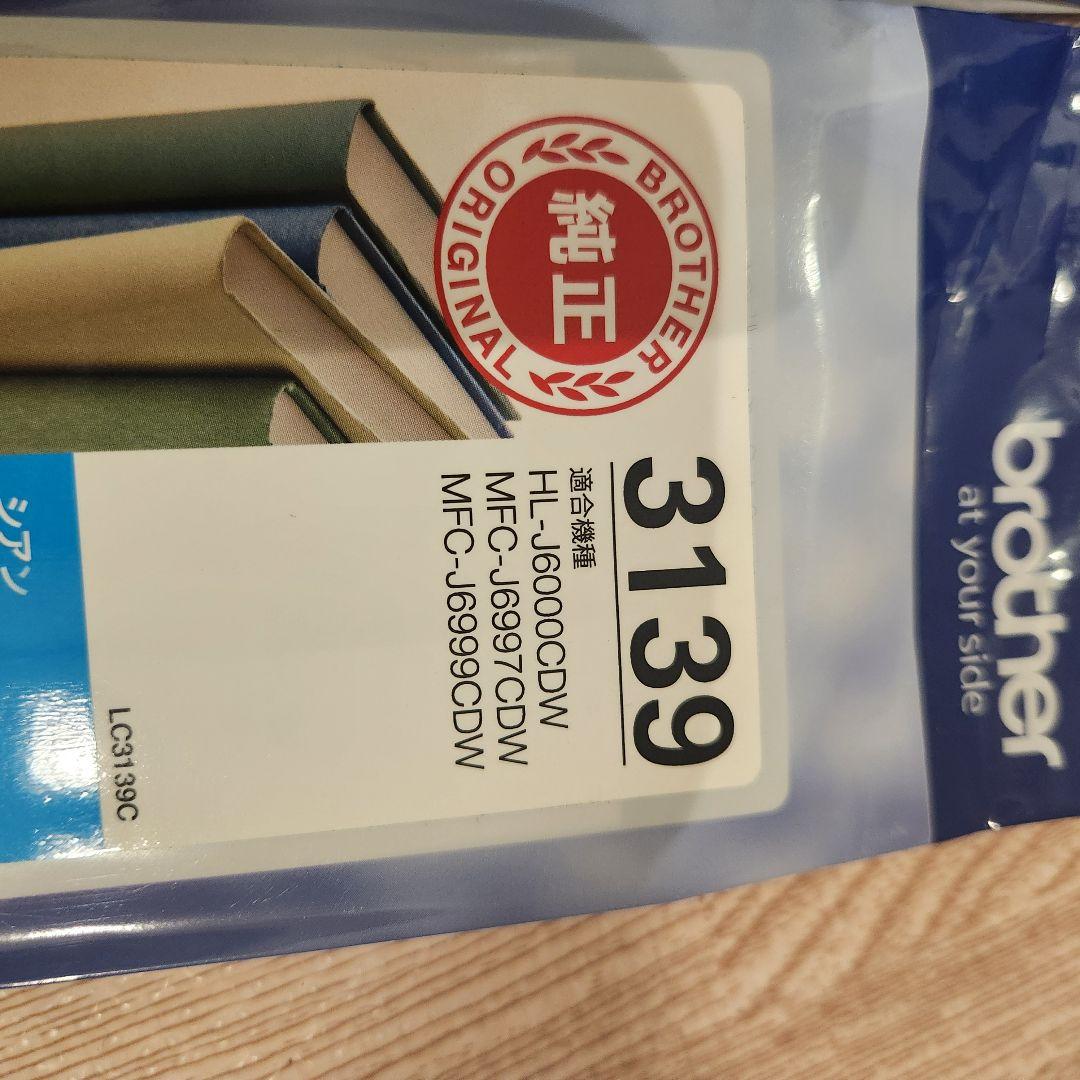 brother
at your side
BROTHER
純正
ORIGINAL
3139
適合機種
HL-J6000CDW
MFC-J6997CDW
MFC-J6999CDW
LC3139C
シアン